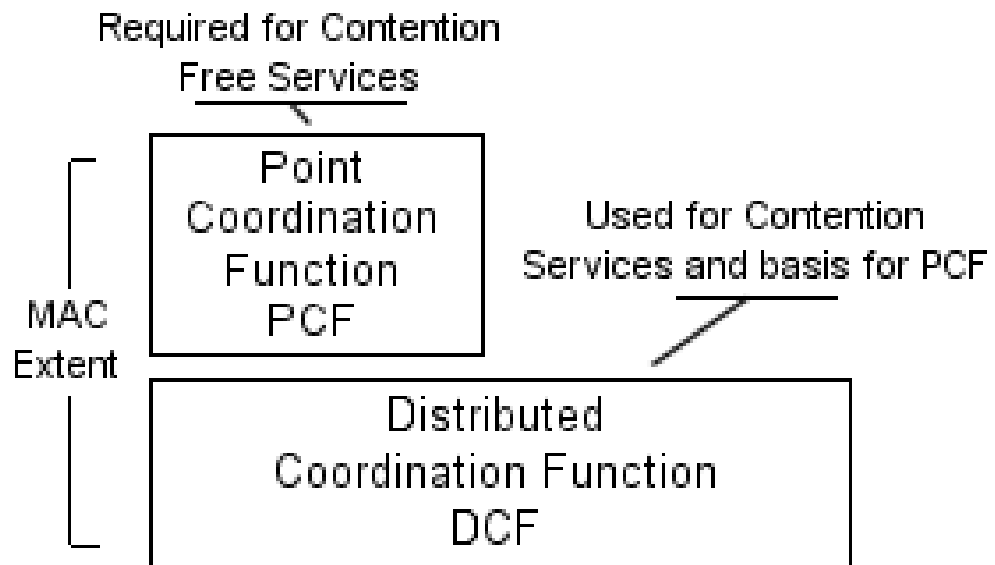 Required for Contention
Free Services
Point
Coordination
Function
PCF
Used for Contention
Services and basis for PCF
MAC
Extent
Distributed
Coordination Function
DCF